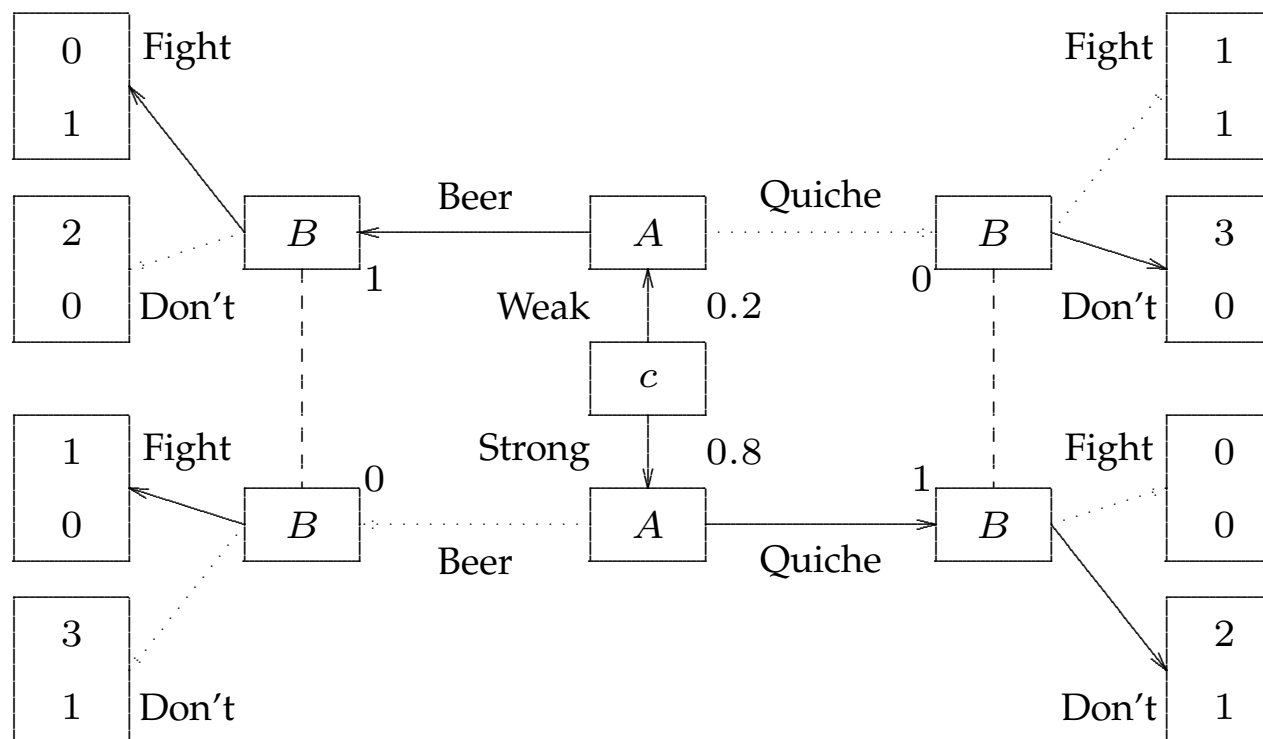 0 Fight Fight 1
1 1
Beer Quiche
2 B A B 3
1 0
0 Don't Weak 0.2 Don't 0
c
1 Fight Strong 0.8 Fight 0
0 1
0 B A B 0
Beer Quiche
3 2
1 Don't Don't 1